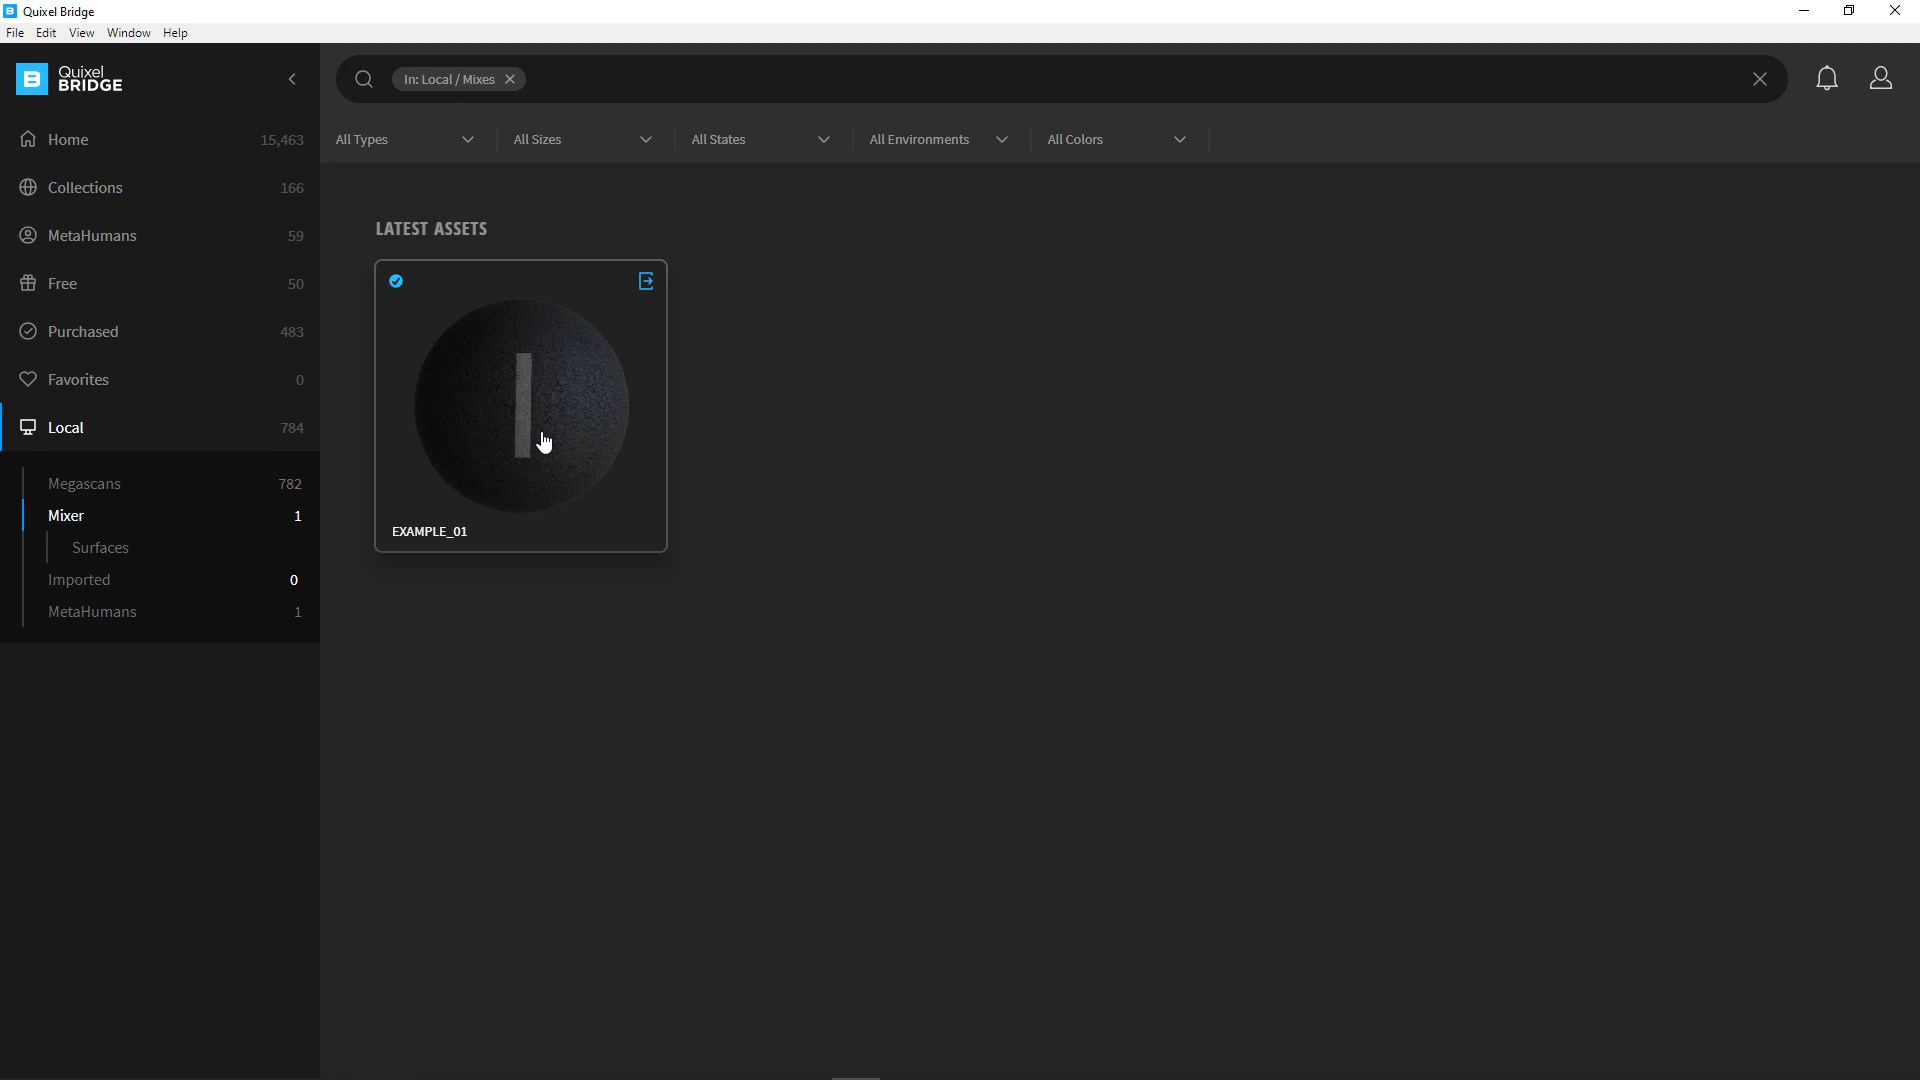 Quixel Bridge
File Edit View Window Help
Quixel
BRIDGE
In: Local / Mixes
Home 15,463
Collections 166
MetaHumans 59
Free 50
Purchased 483
Favorites 0
Local 784
Megascans 782
Mixer 1
Surfaces
Imported 0
MetaHumans 1
All Types All Sizes All States All Environments All Colors
LATEST ASSETS
EXAMPLE_01